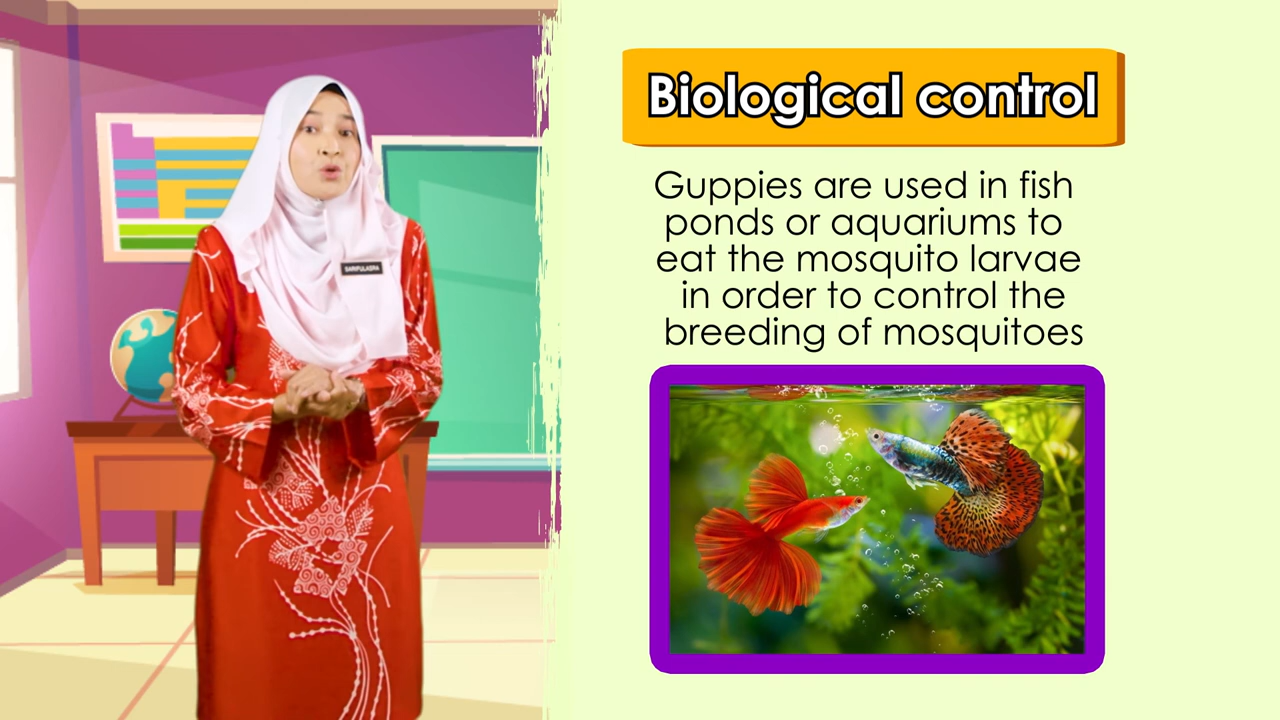 Biological control
Guppies are used in fish
ponds or aquariums to
eat the mosquito larvae
in order to control the
breeding of mosquitoes